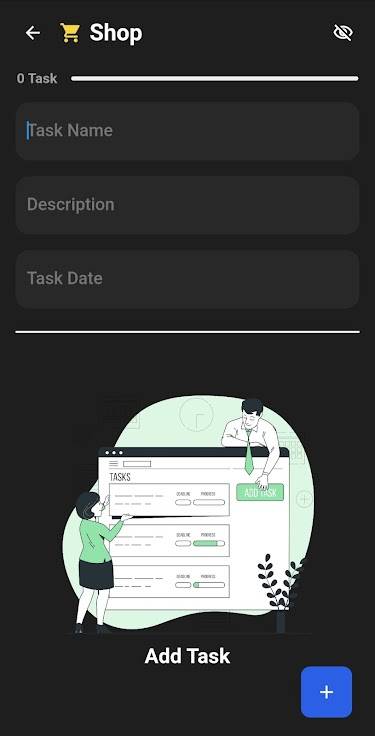 Shop
0 Task
Task Name
Description
Task Date
TASKS
DEADLINE PROGRESS
ADD TASK
DEADLINE PROGRESS
DEADLINE PROGRESS
Add Task